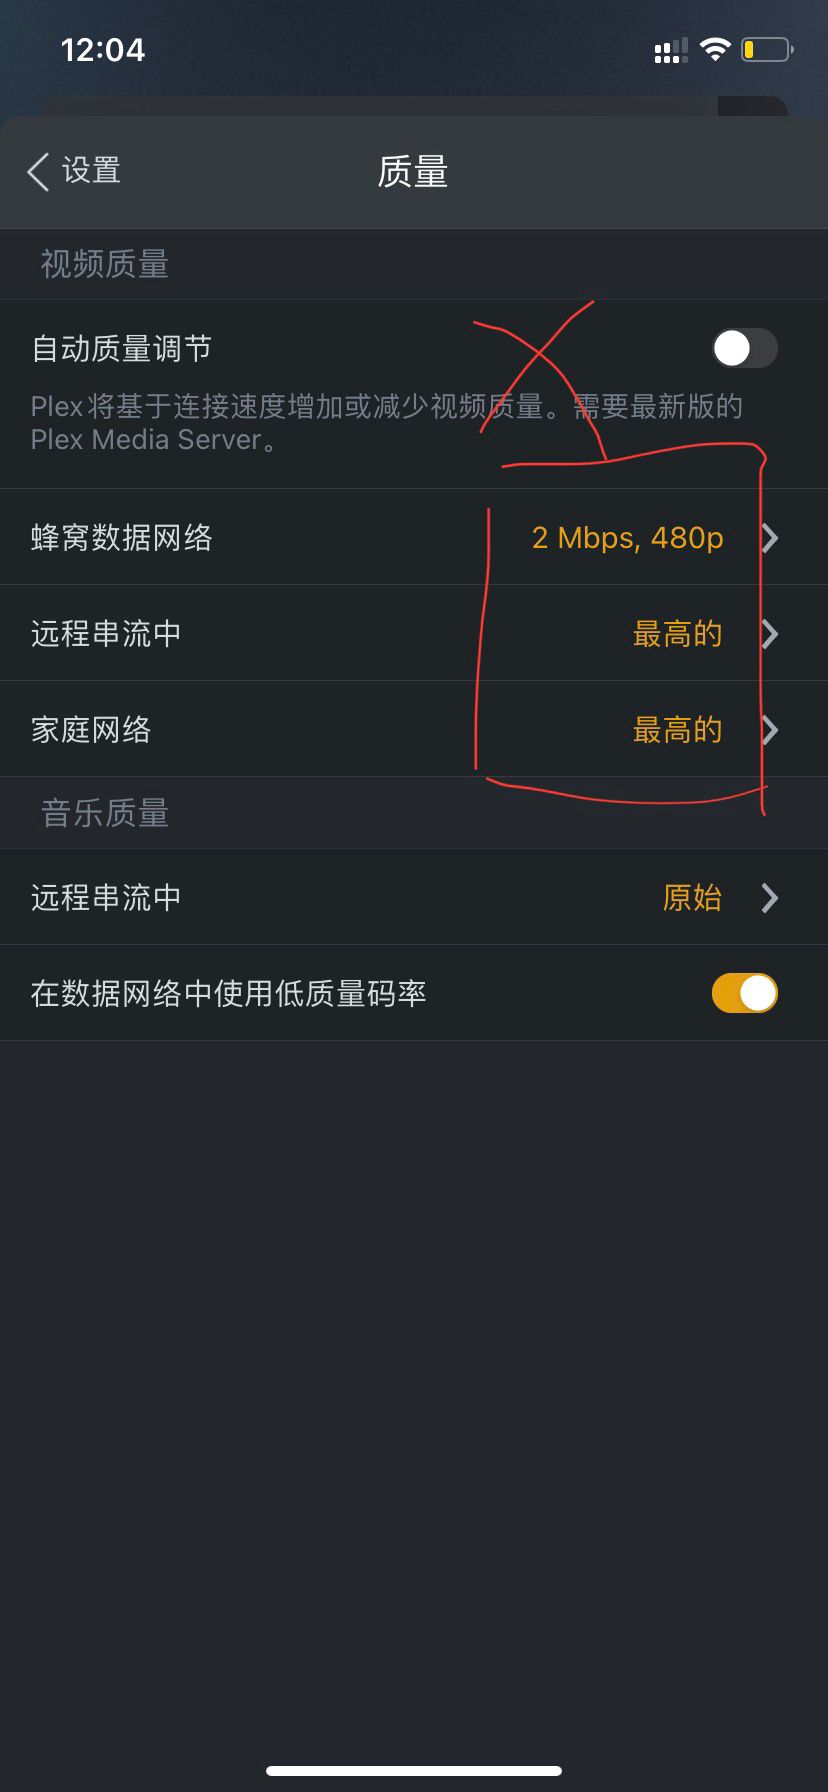 12:04
设置
质量
视频质量
自动质量调节
Plex将基于连接速度增加或减少视频质量。需要最新版的
Plex Media Server。
蜂窝数据网络 2 Mbps, 480p
远程串流中 最高的
家庭网络 最高的
音乐质量
远程串流中 原始
在数据网络中使用低质量码率